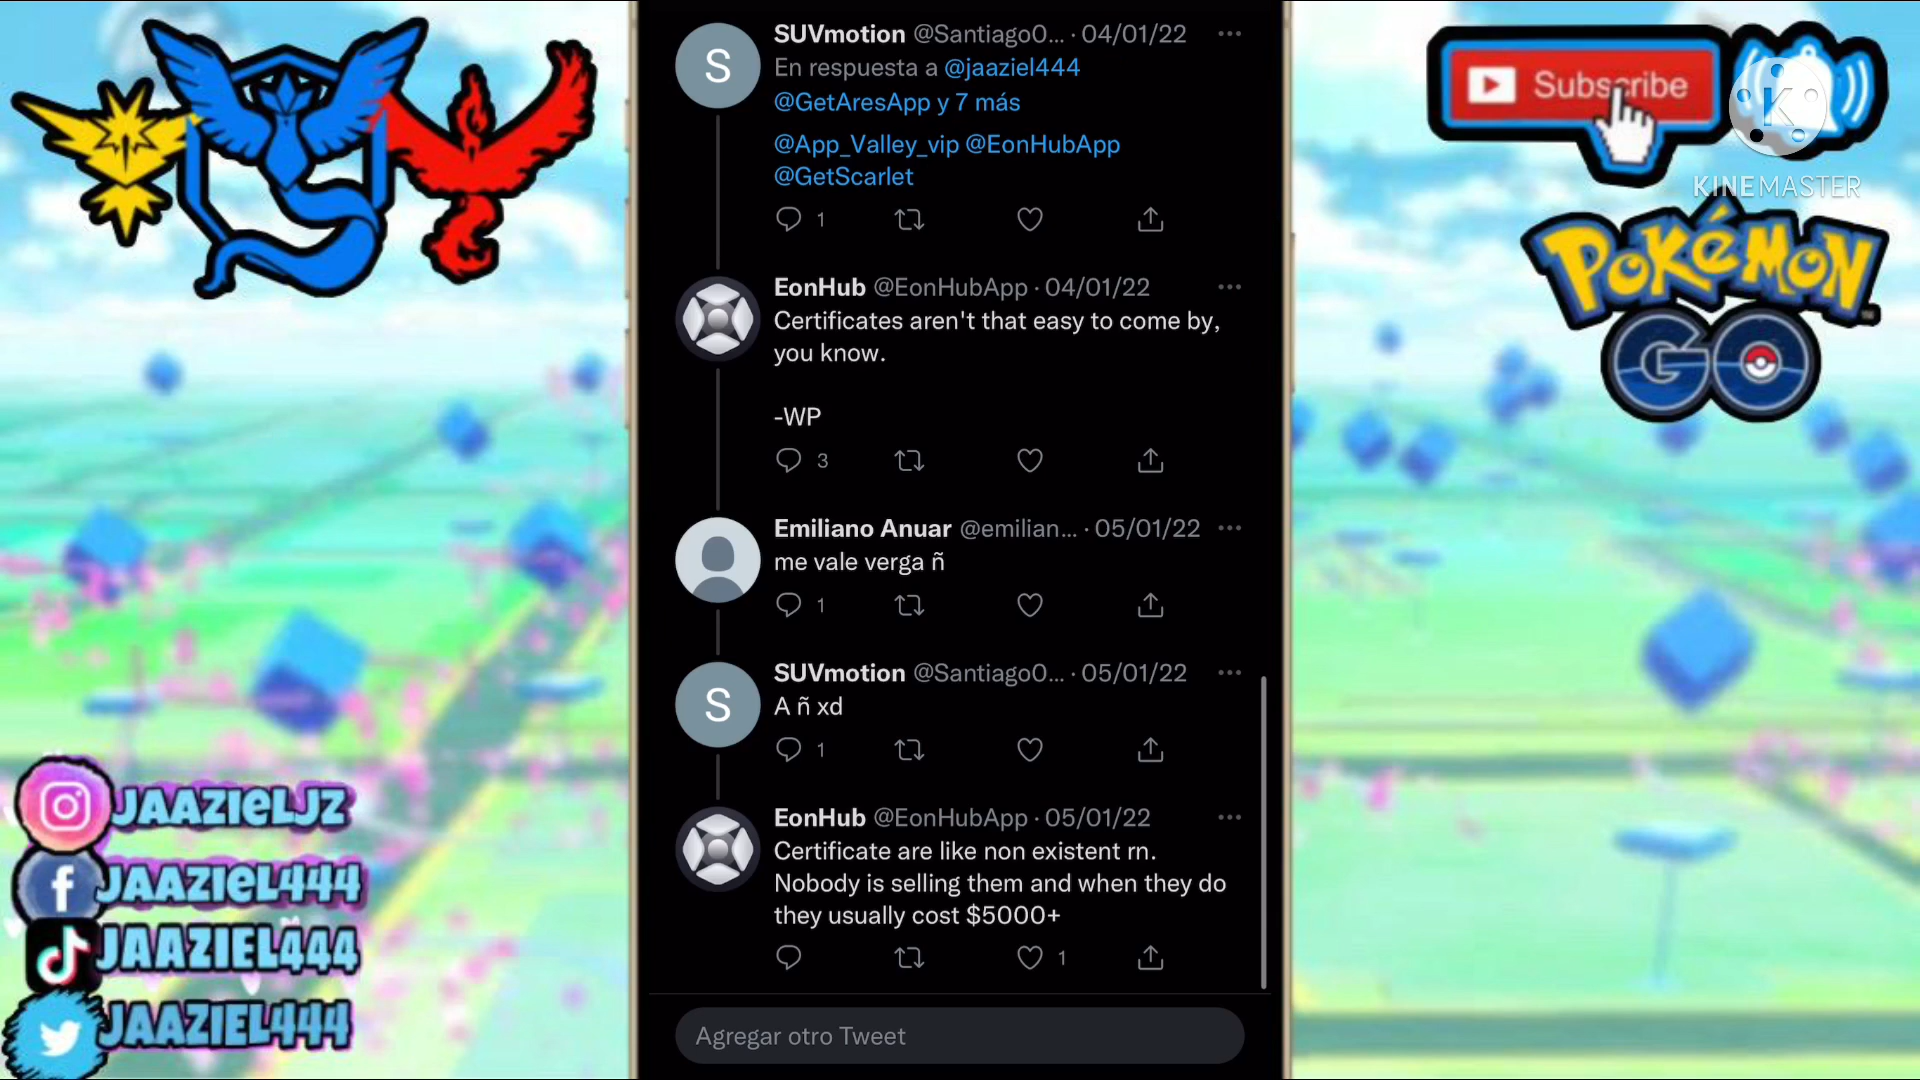 SUVmotion @SantiagoO... · 04/01/22
En respuesta a @jaaziel444
@GetAresApp y 7 más
@App_Valley_vip @EonHubApp
@GetScarlet
1
EonHub @EonHubApp · 04/01/22
Certificates aren't that easy to come by,
you know.
-WP
3
Emiliano Anuar @emilian... · 05/01/22
me vale verga ñ
1
SUVmotion @SantiagoO... · 05/01/22
A ñ xd
1
EonHub @EonHubApp · 05/01/22
Certificate are like non existent rn.
Nobody is selling them and when they do
they usually cost $5000+
1
Agregar otro Tweet
S
S
Subscribe
K
KINEMASTER
POKéMON
GO
JAAZIELJZ
JAAZIEL444
JAAZIEL444
JAAZIEL444